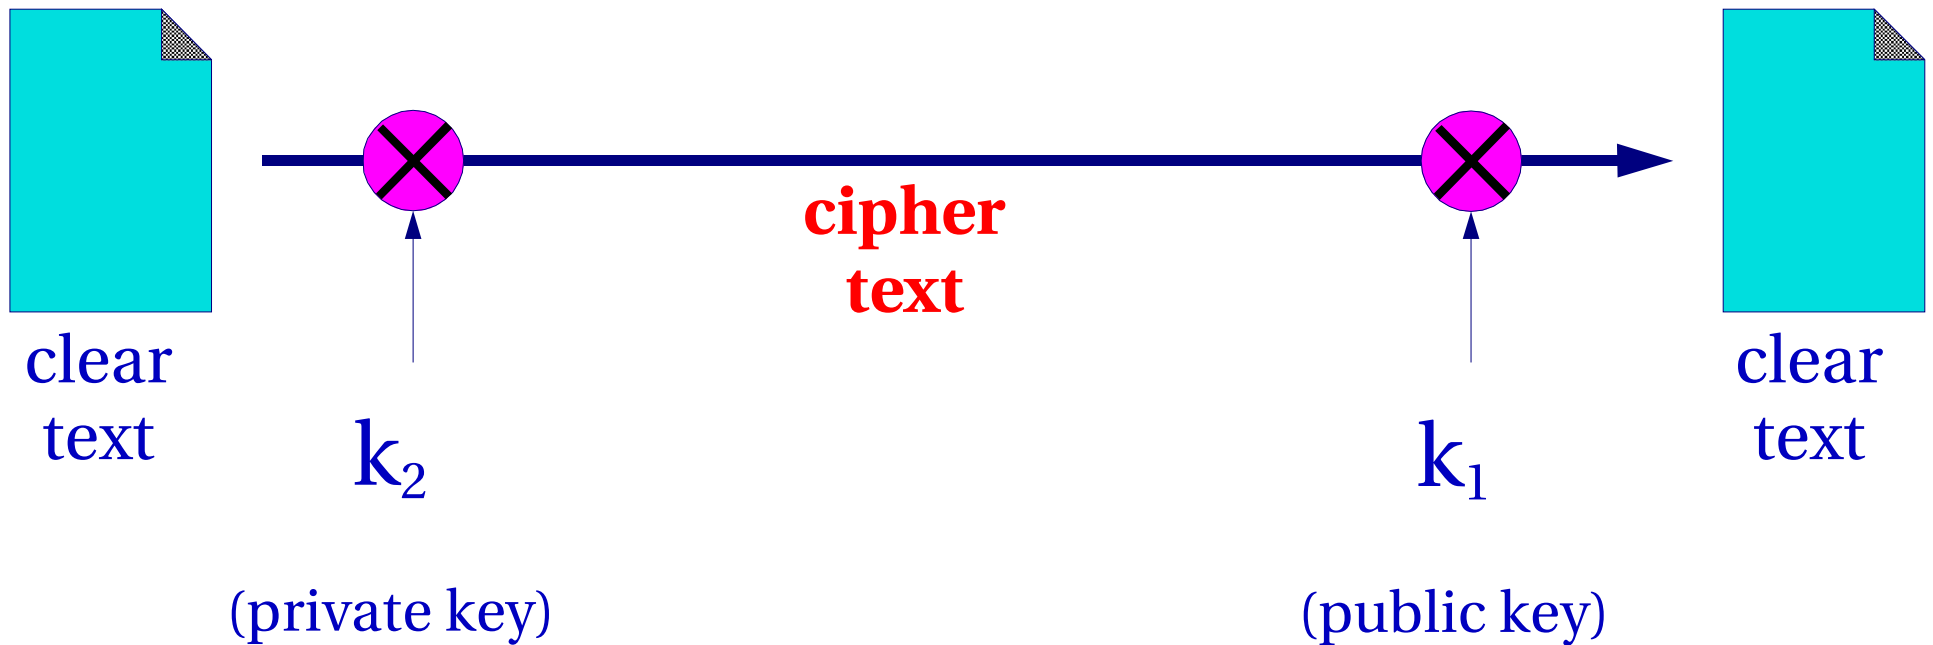 clear
text
cipher
text
clear
text
k2
k1
(private key)
(public key)